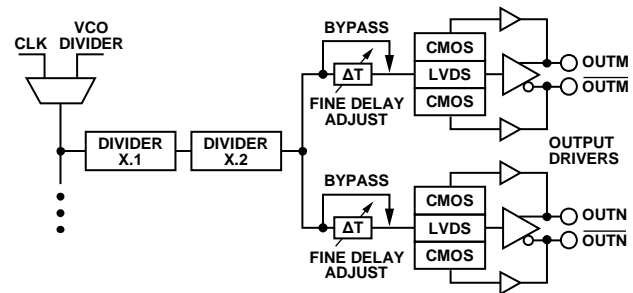 CLK
VCO
DIVIDER
DIVIDER
X.1
DIVIDER
X.2
BYPASS
ΔT
FINE DELAY
ADJUST
CMOS
LVDS
CMOS
OUTM
OUTM
OUTPUT
DRIVERS
BYPASS
ΔT
FINE DELAY
ADJUST
CMOS
LVDS
CMOS
OUTN
OUTN